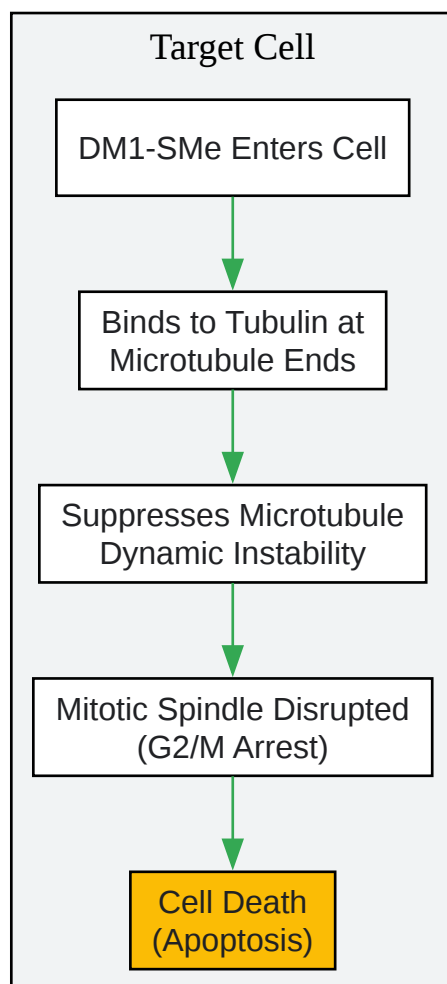 Target Cell
DM1-SMe Enters Cell
Binds to Tubulin at
Microtubule Ends
Suppresses Microtubule
Dynamic Instability
Mitotic Spindle Disrupted
(G2/M Arrest)
Cell Death
(Apoptosis)